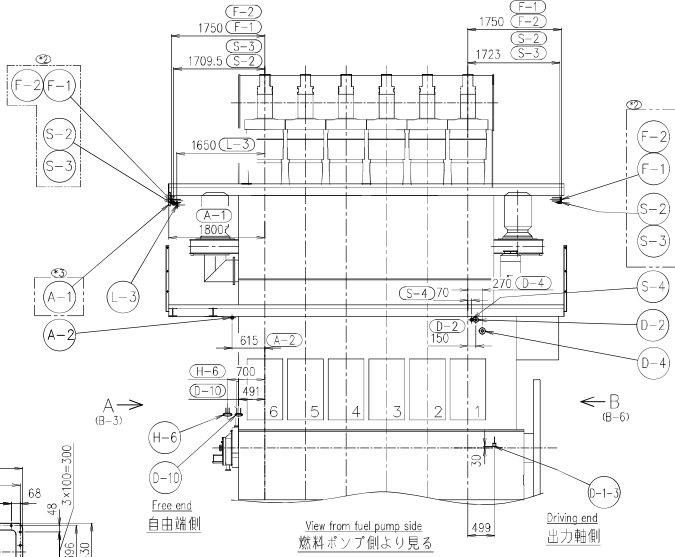 F-2
1750 F-1
S-3
1709.5 S-2
F-1
1750 F-2
S-2
1723 S-3
*2
F-2 F-1
S-2
S-3
*2
F-2
F-1
S-2
S-3
1650 L-3
A-1
1800
*3
A-1
L-3
A-2
270 D-4
S-4 70
S-4
D-2
D-2
150
D-4
615 A-2
H-6 700
D-10 491
A
(B-3)
B
(B-6)
6 5 4 3 2 1
H-6
D-10
30
D-1-3
499
Free end
自由端側
View from fuel pump side
燃料ポンプ側より見る
Driving end
出力軸側
68
48
3x100=300
396
30